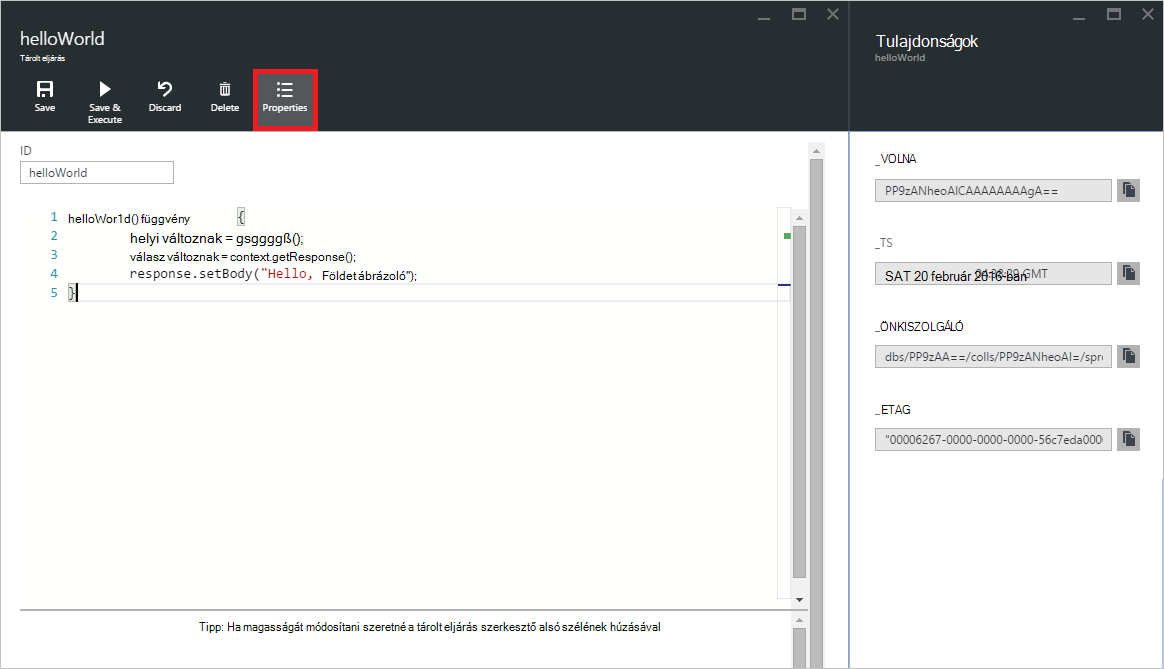 helloWorld
Tárolt eljárás
Save
Save & Execute
Discard
Delete
Properties
ID
helloWorld
1 helloWor1d() függvény {
2 helyi változnak = gsggggß();
3 válasz változnak = context.getResponse();
4 response.setBody("Hello, Földet ábrázoló");
5 }
Tipp: Ha magasságát módosítani szeretné a tárolt eljárás szerkesztő alsó szélének húzásával
Tulajdonságok
helloWorld
_VOLNA
PP9zANheoAICAAAAAAAAgA==
_TS
SAT 20 február 2016-ban GMT
_ÖNKISZOLGÁLÓ
dbs/PP9zAA==/colls/PP9zANheoAI=/spr
_ETAG
"00006267-0000-0000-0000-56c7eda000